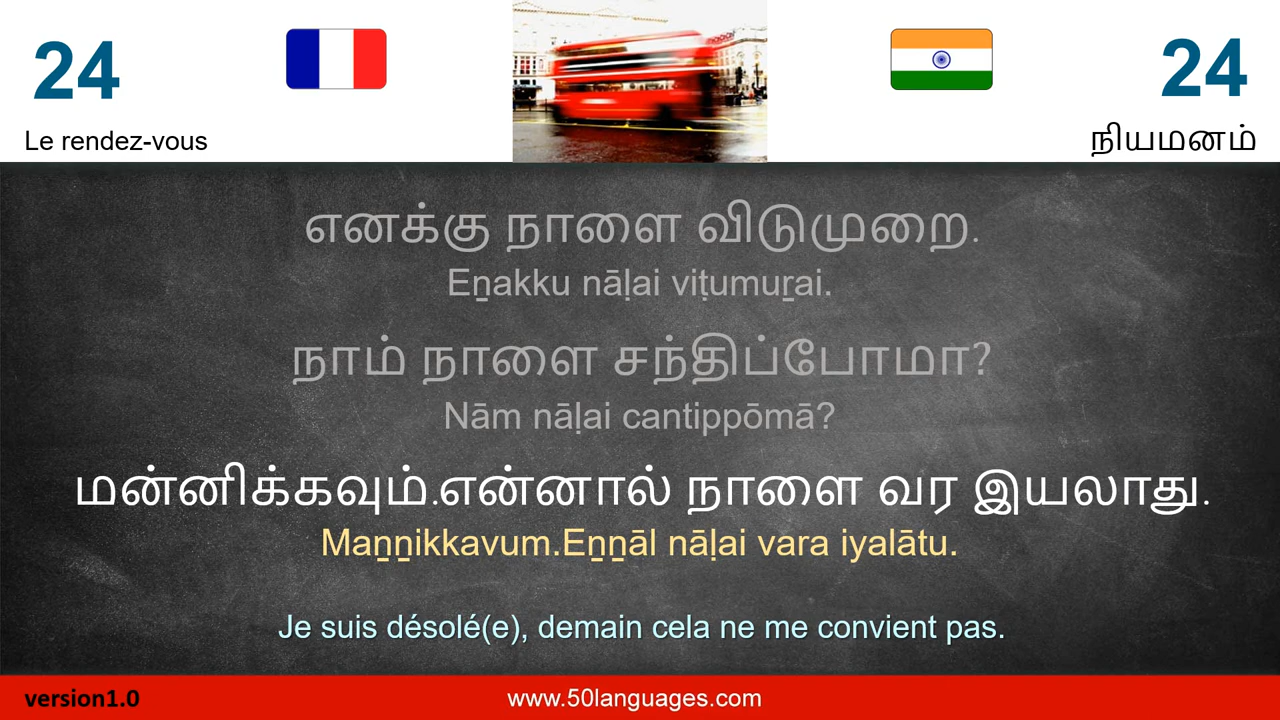 24
24
Le rendez-vous
நியமனம்
எனக்கு நாளை விடுமுறை.
Eṉakku nāḷai viṭumuṟai.
நாம் நாளை சந்திப்போமா?
Nām nāḷai cantippōmā?
மன்னிக்கவும்.என்னால் நாளை வர இயலாது.
Maṉṉikkavum.Eṉṉāl nāḷai vara iyalātu.
Je suis désolé(e), demain cela ne me convient pas.
version1.0
www.50languages.com